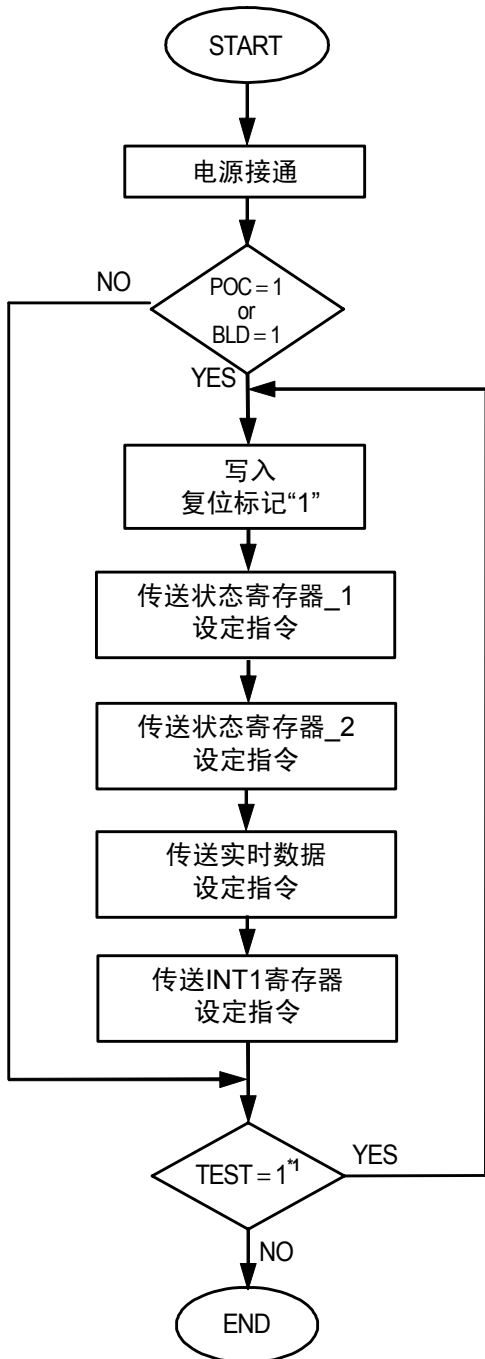 START
电源接通
NO
POC=1
or
BLD=1
YES
写入
复位标记“1”
传送状态寄存器_1
设定指令
传送状态寄存器_2
设定指令
传送实时数据
设定指令
传送INT1寄存器
设定指令
TEST=1*1
YES
NO
END